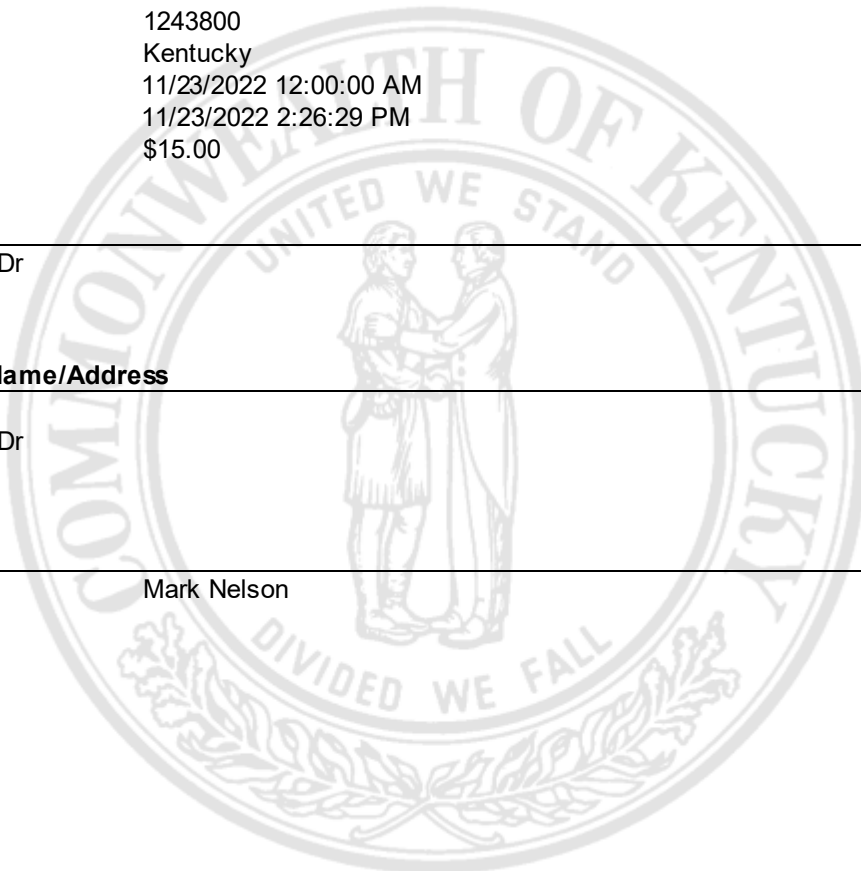 1243800
Kentucky
11/23/2022 12:00:00 AM
11/23/2022 2:26:29 PM
$15.00
Dr
Name/Address
Dr
Mark Nelson
COMMONWEALTH OF KENTUCKY
UNITED WE STAND
DIVIDED WE FALL